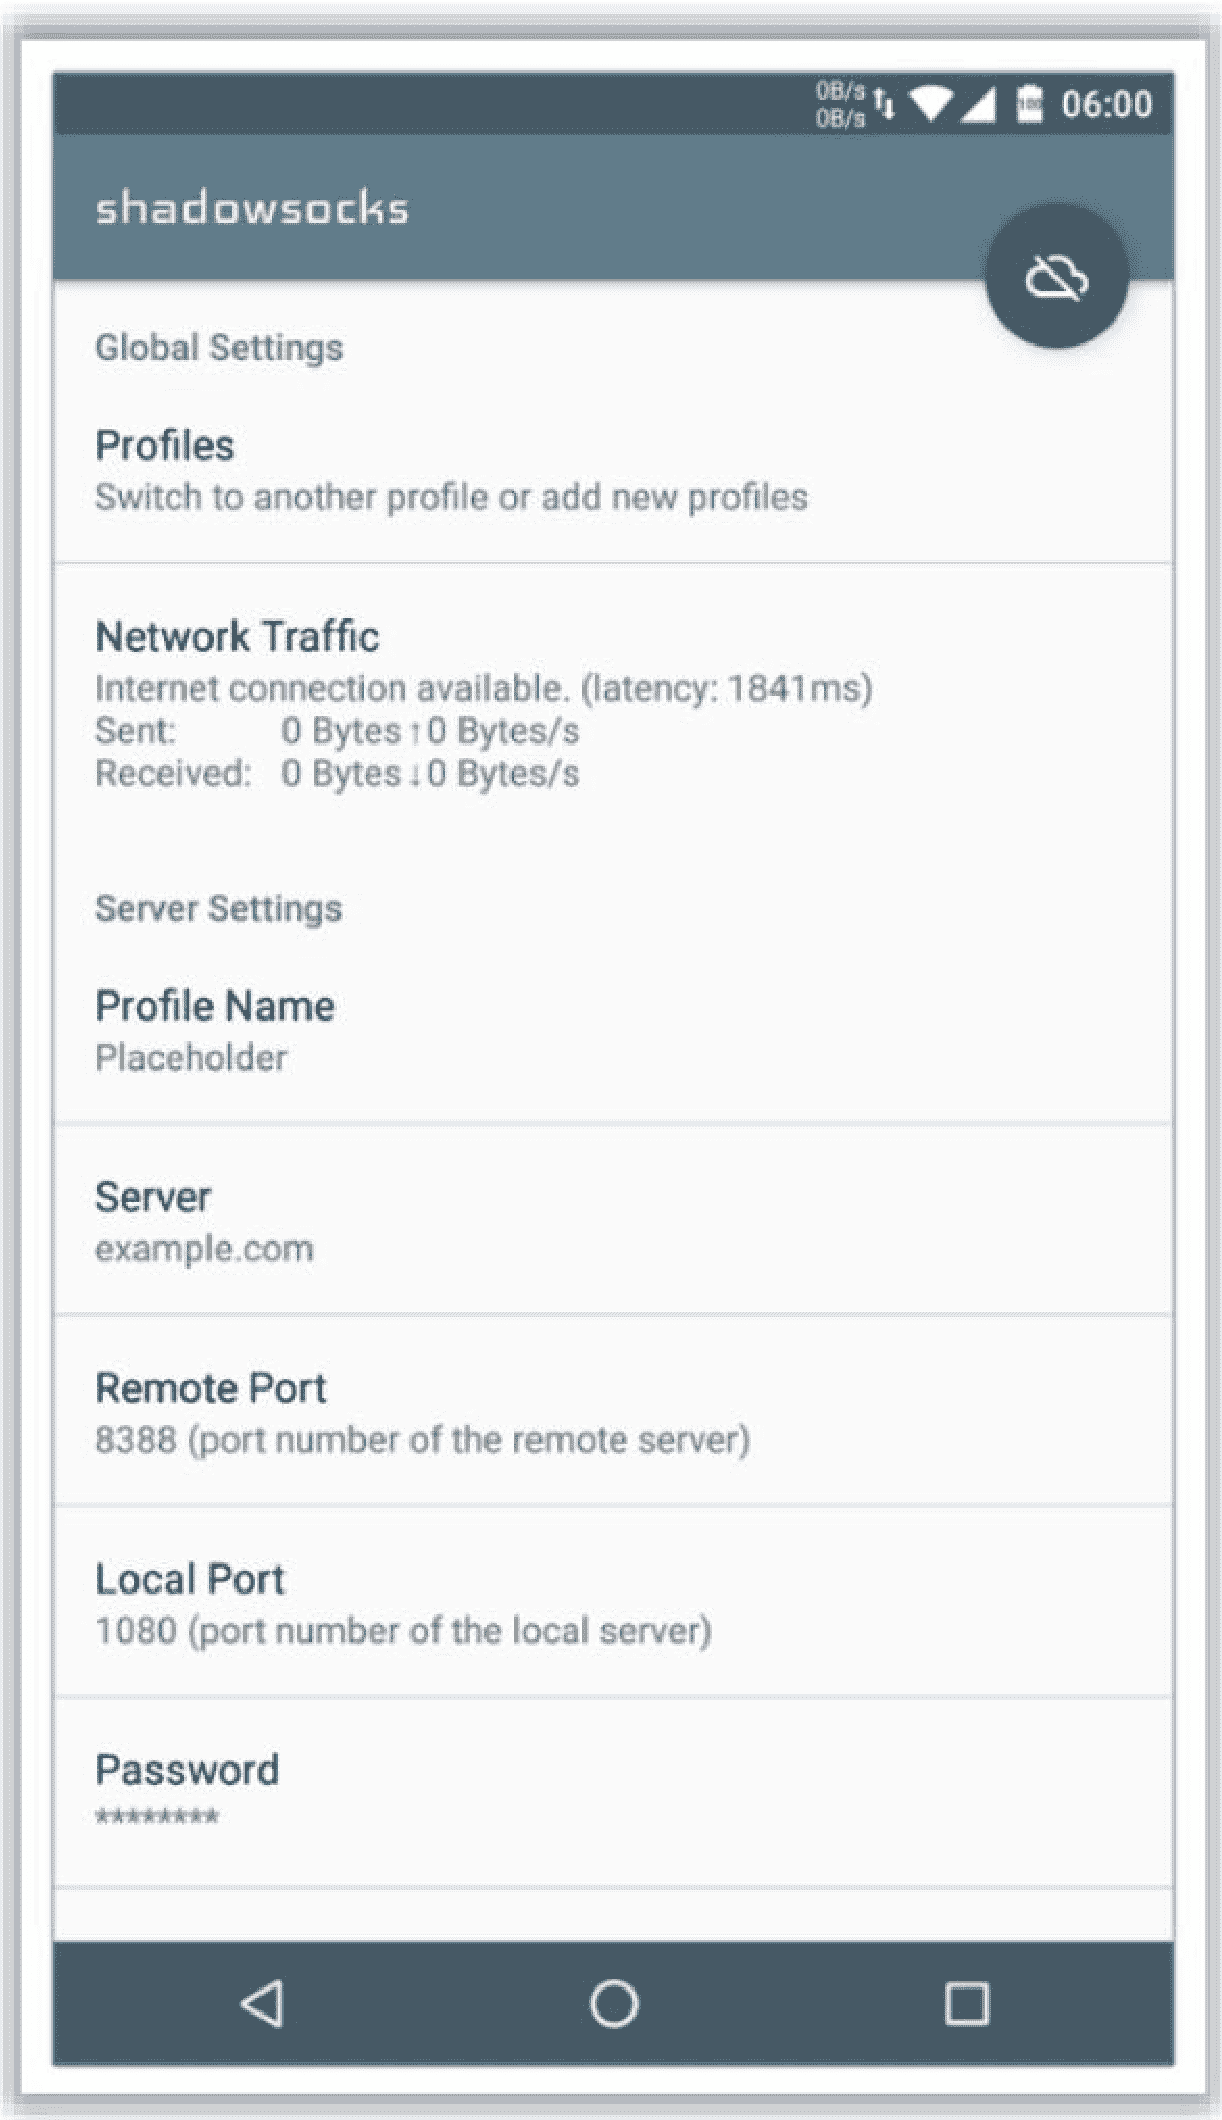 0B/s
0B/s
100
06:00
shadowsocks
Global Settings
Profiles
Switch to another profile or add new profiles
Network Traffic
Internet connection available. (latency: 1841ms)
Sent: 0 Bytes ↑0 Bytes/s
Received: 0 Bytes ↓0 Bytes/s
Server Settings
Profile Name
Placeholder
Server
example.com
Remote Port
8388 (port number of the remote server)
Local Port
1080 (port number of the local server)
Password
********